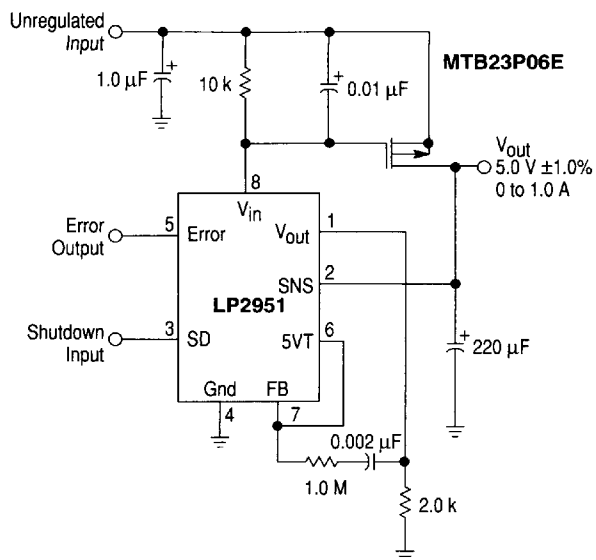 Unregulated
Input
MTB23P06E
1.0 µF
+
10 k
+
0.01 µF
Vout
5.0 V ±1.0%
0 to 1.0 A
8
Vin
Error
Output
5
Error
Vout
1
SNS
2
LP2951
Shutdown
Input
3
SD
5VT
6
+
220 µF
Gnd
FB
4
7
0.002 µF
1.0 M
2.0 k